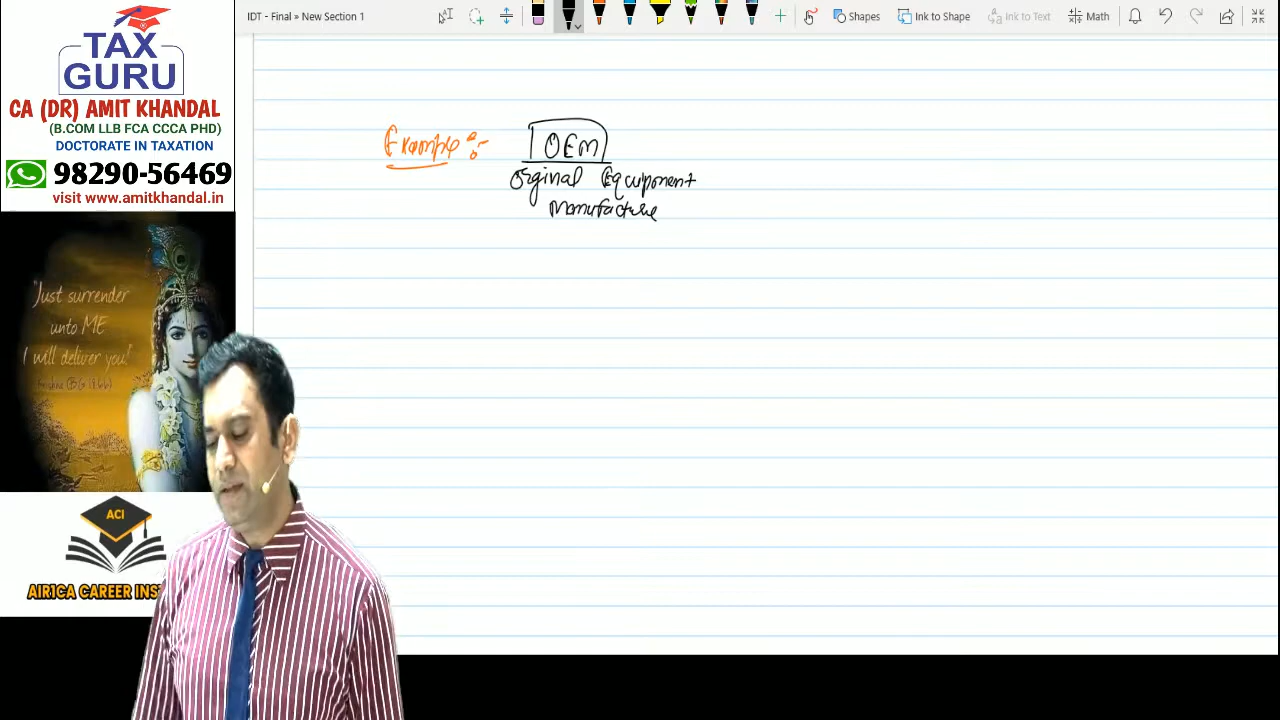 IDT - Final » New Section 1
Shapes
Ink to Shape
Ink to Text
Math
TAX
GURU
CA (DR) AMIT KHANDAL
(B.COM LLB FCA CCCA PHD)
DOCTORATE IN TAXATION
98290-56469
visit www.amitkhandal.in
"Just surrender
unto ME
I will deliver you!"
ACI
AIR1CA CAREER INS
Example :-
OEM
Orginal Equipment
Manufacture